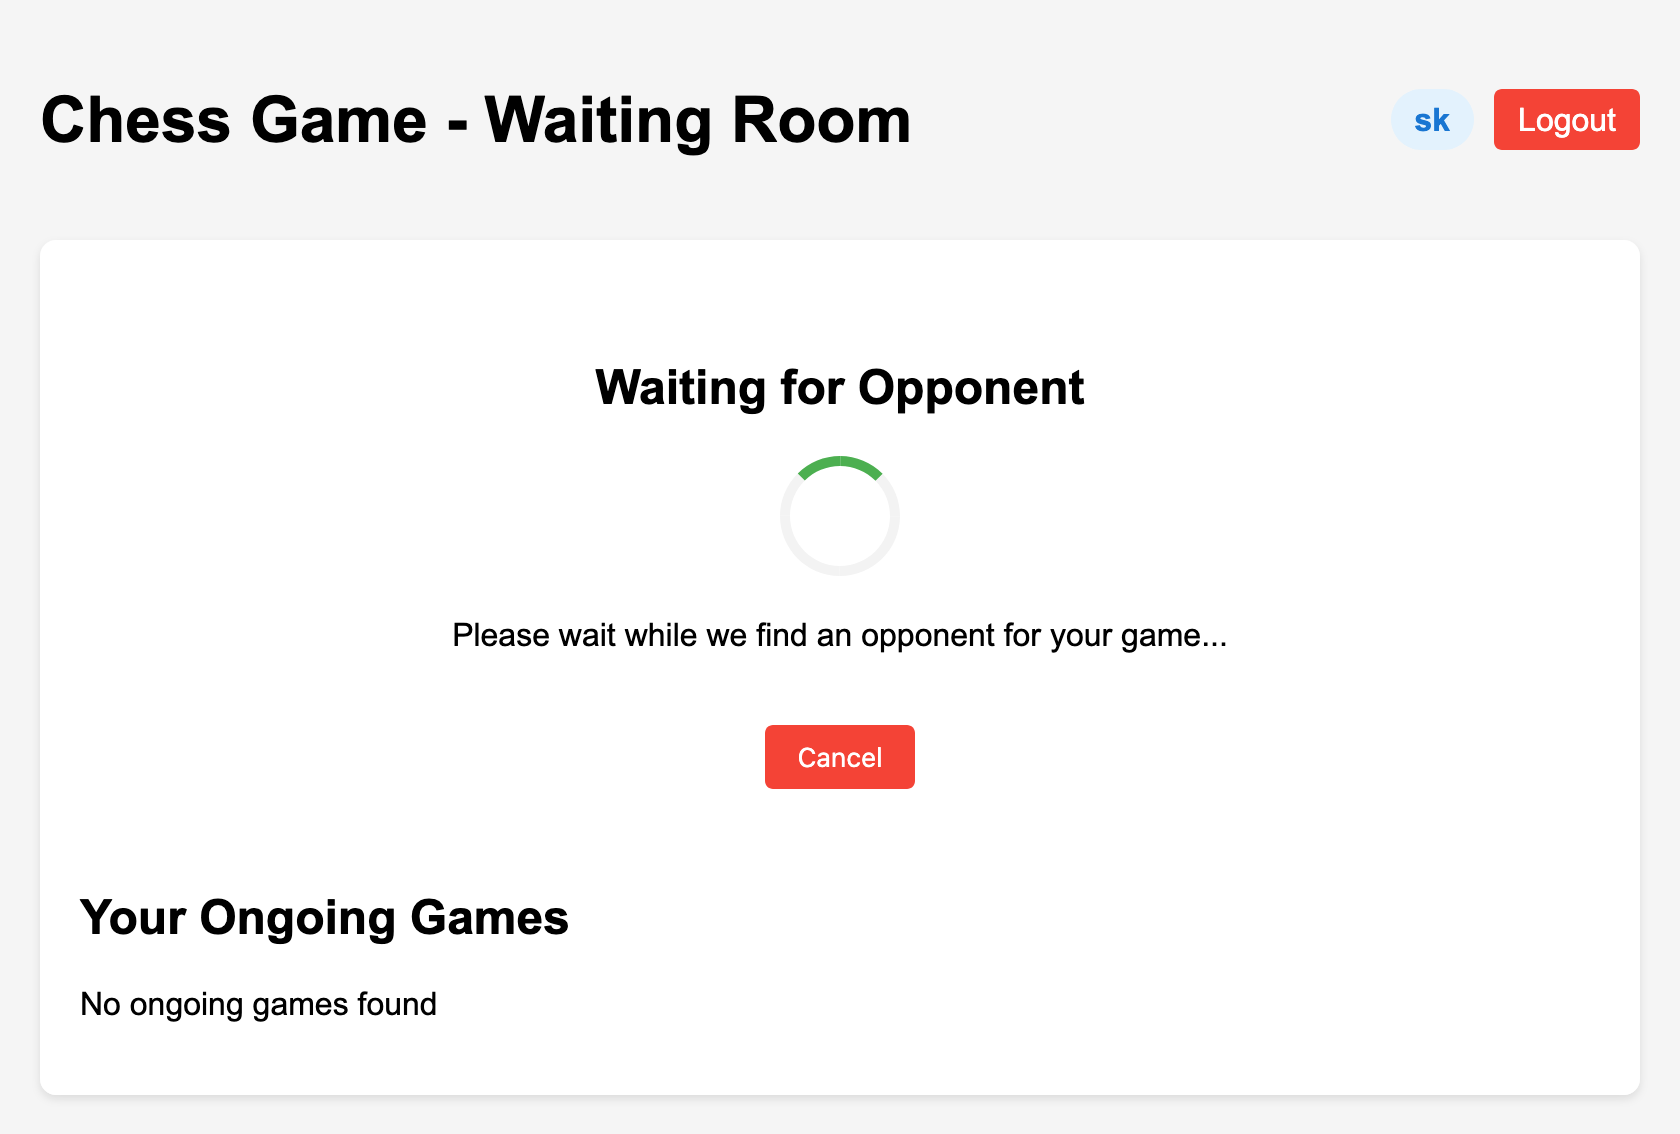 Chess Game - Waiting Room
sk
Logout
Waiting for Opponent
Please wait while we find an opponent for your game...
Cancel
Your Ongoing Games
No ongoing games found